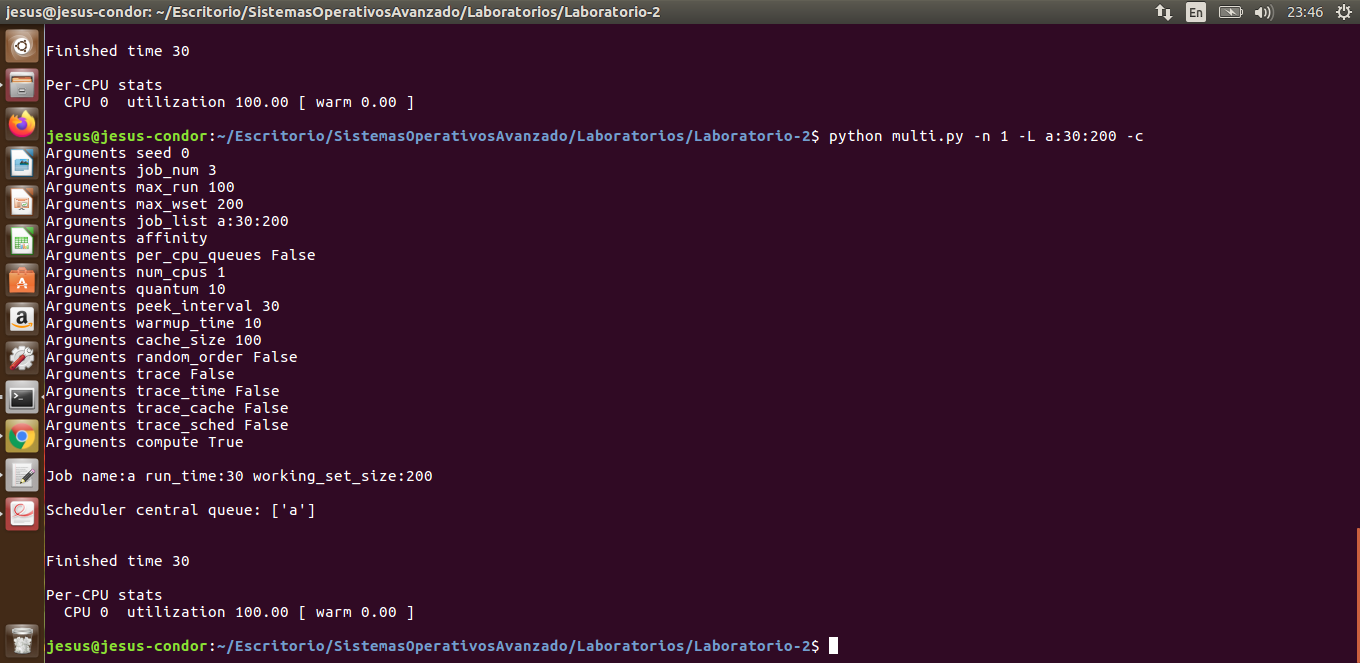 jesus@jesus-condor: ~/Escritorio/SistemasOperativosAvanzado/Laboratorios/Laboratorio-2
En
23:46
Finished time 30
Per-CPU stats
  CPU 0  utilization 100.00 [ warm 0.00 ]
jesus@jesus-condor:~/Escritorio/SistemasOperativosAvanzado/Laboratorios/Laboratorio-2$ python multi.py -n 1 -L a:30:200 -c
Arguments seed 0
Arguments job_num 3
Arguments max_run 100
Arguments max_wset 200
Arguments job_list a:30:200
Arguments affinity
Arguments per_cpu_queues False
Arguments num_cpus 1
Arguments quantum 10
Arguments peek_interval 30
Arguments warmup_time 10
Arguments cache_size 100
Arguments random_order False
Arguments trace False
Arguments trace_time False
Arguments trace_cache False
Arguments trace_sched False
Arguments compute True
Job name:a run_time:30 working_set_size:200
Scheduler central queue: ['a']
Finished time 30
Per-CPU stats
  CPU 0  utilization 100.00 [ warm 0.00 ]
jesus@jesus-condor:~/Escritorio/SistemasOperativosAvanzado/Laboratorios/Laboratorio-2$